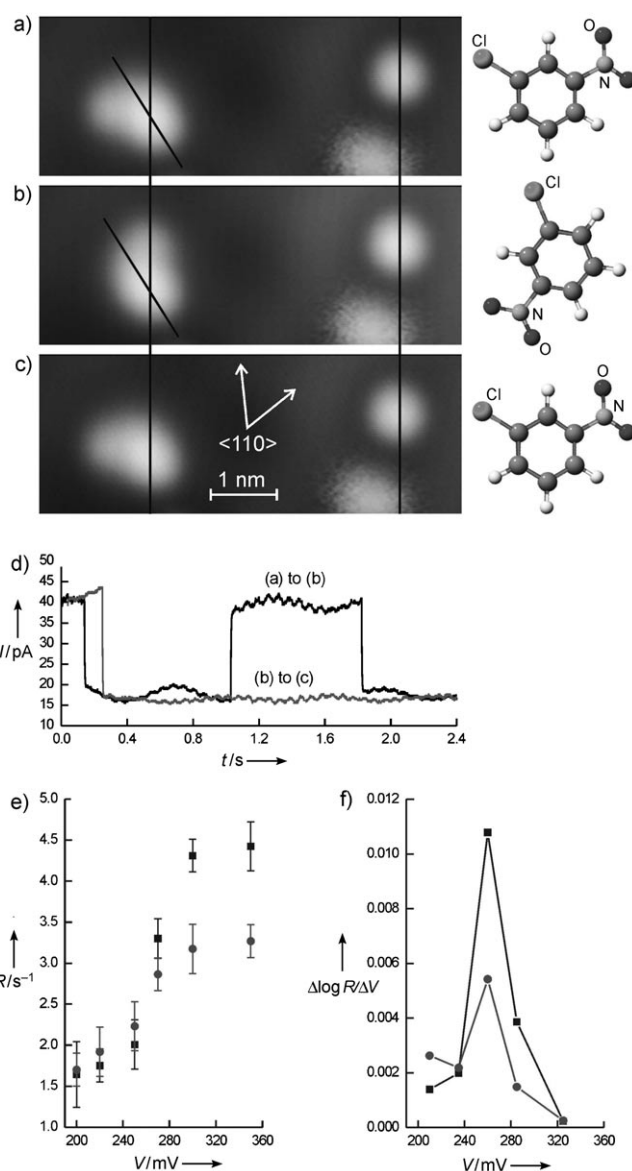 a)
Cl
O
N
b)
Cl
N
O
c)
<110>
1 nm
Cl
O
N
d)
50
45
40
35
30
25
20
15
10
I/pA
(a) to (b)
(b) to (c)
0.0 0.4 0.8 1.2 1.6 2.0 2.4
t/s
e)
5.0
4.5
4.0
3.5
3.0
2.5
2.0
1.5
1.0
R/s⁻¹
200 240 280 320 360
V/mV
f)
0.012
0.010
0.008
0.006
0.004
0.002
0.000
Δlog R/ΔV
200 240 280 320 360
V/mV